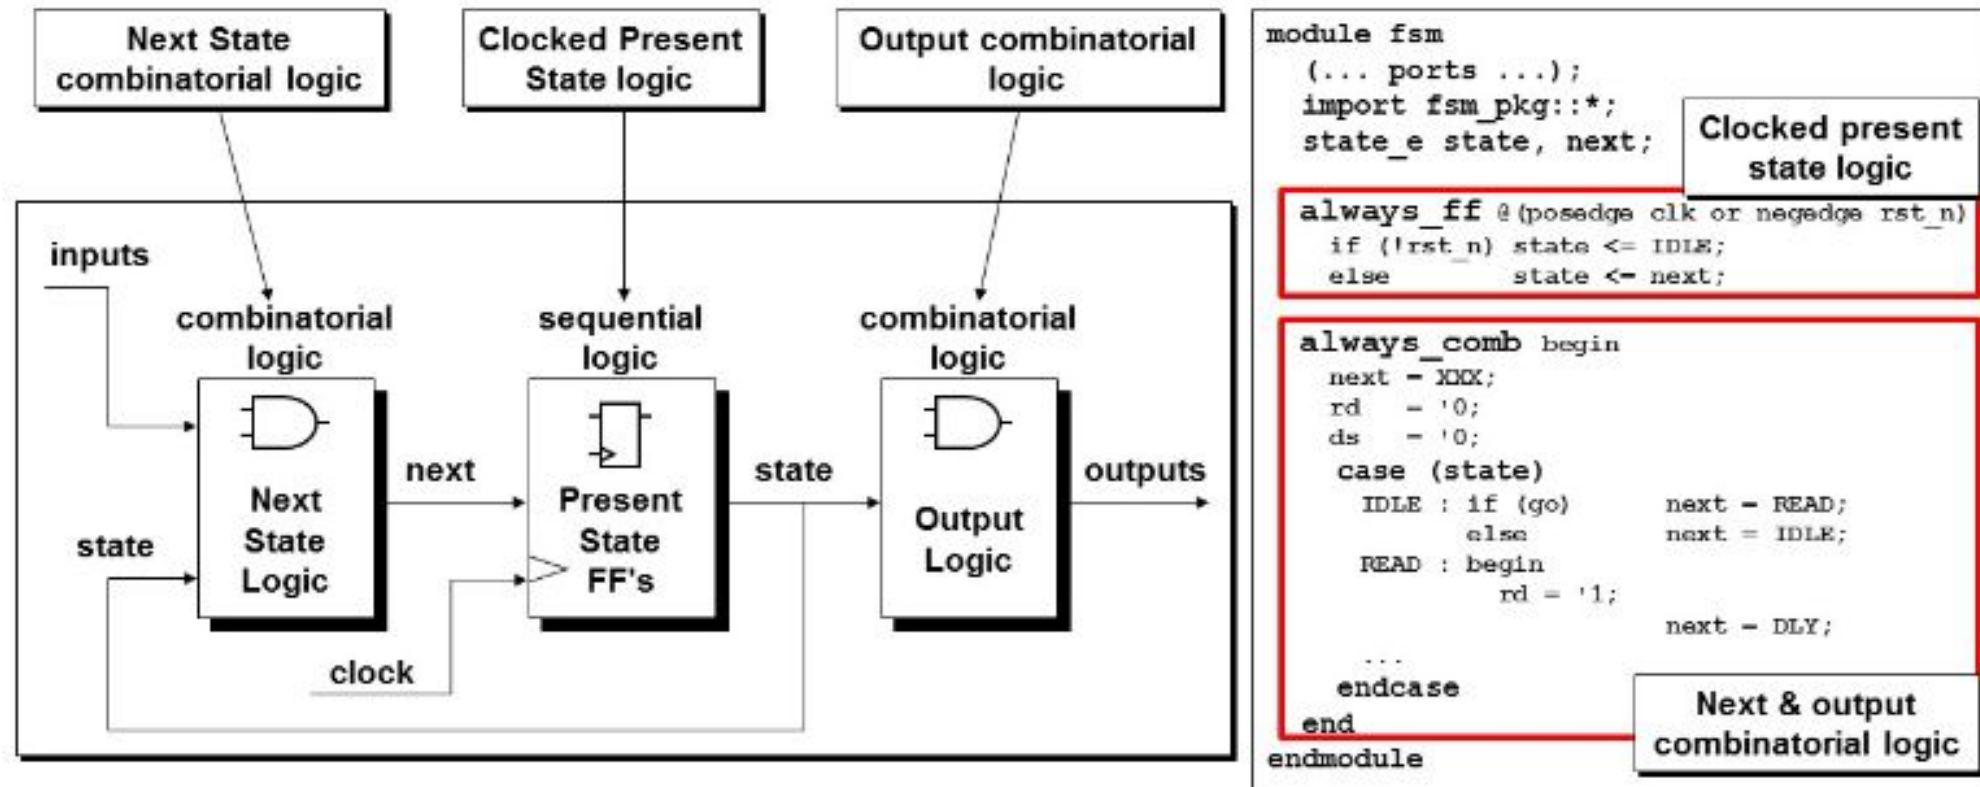 Next State
combinatorial logic
Clocked Present
State logic
Output combinatorial
logic
inputs
combinatorial
logic
sequential
logic
combinatorial
logic
next
state
outputs
Next
State
Logic
Present
State
FF's
Output
Logic
state
clock
module fsm
(... ports ...);
import fsm_pkg::*;
state_e state, next;
Clocked present
state logic
always_ff @(posedge clk or negedge rst_n)
if (!rst_n) state <= IDLE;
else state <= next;
always_comb begin
next = XXX;
rd = '0;
ds = '0;
case (state)
IDLE : if (go) next = READ;
else next = IDLE;
READ : begin
rd = '1;
next = DLY;
...
endcase
end
Next & output
combinatorial logic
endmodule